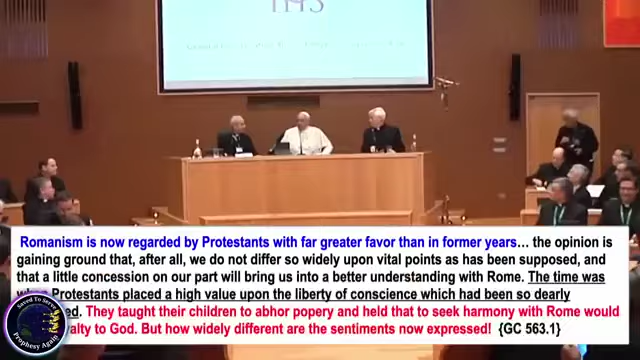 IHS
Romanism is now regarded by Protestants with far greater favor than in former years… the opinion is
gaining ground that, after all, we do not differ so widely upon vital points as has been supposed, and
that a little concession on our part will bring us into a better understanding with Rome. The time was
Protestants placed a high value upon the liberty of conscience which had been so dearly
They taught their children to abhor popery and held that to seek harmony with Rome would
to God. But how widely different are the sentiments now expressed! {GC 563.1}
Saved To Serve
Prophesy Again